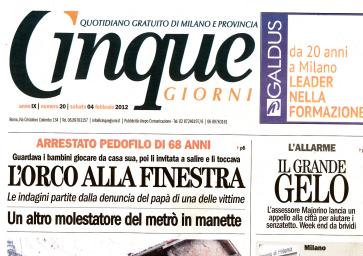 QUOTIDIANO GRATUITO DI MILANO E PROVINCIA
Cinque
GIORNI
anno IX | numero 20 | sabato 04 febbraio 2012
GALDUS
da 20 anni
a Milano
LEADER
NELLA
FORMAZIONE
ARRESTATO PEDOFILO DI 68 ANNI
Guardava i bambini giocare da casa sua, poi li invitata a salire e li toccava
L'ORCO ALLA FINESTRA
Le indagini partite dalla denuncia del papà di una delle vittime
Un altro molestatore del metrò in manette
L'ALLARME
IL GRANDE
GELO
L'assessore Majorino lancia un
appello alla città per aiutare i
senzatetto. Week end da brividi
Milano